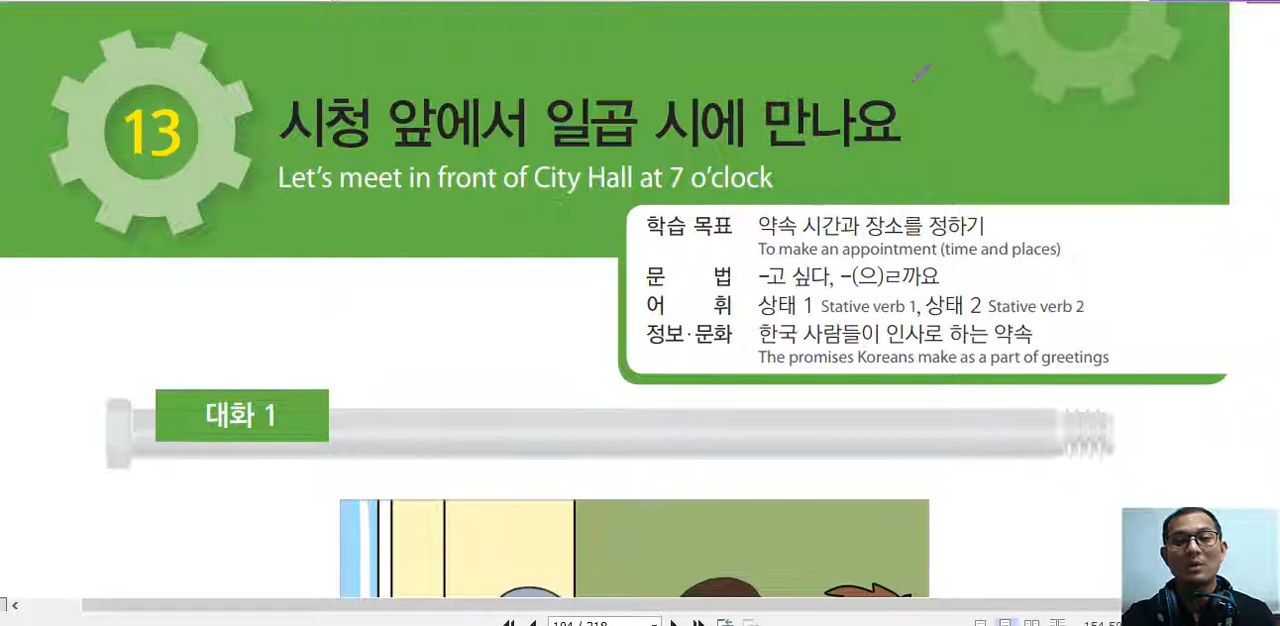 13
시청 앞에서 일곱 시에 만나요
Let's meet in front of City Hall at 7 o'clock
학습 목표 약속 시간과 장소를 정하기
To make an appointment (time and places)
문 법 -고 싶다, -(으)ㄹ까요
어 휘 상태 1 Stative verb 1, 상태 2 Stative verb 2
정보·문화 한국 사람들이 인사로 하는 약속
The promises Koreans make as a part of greetings
대화 1